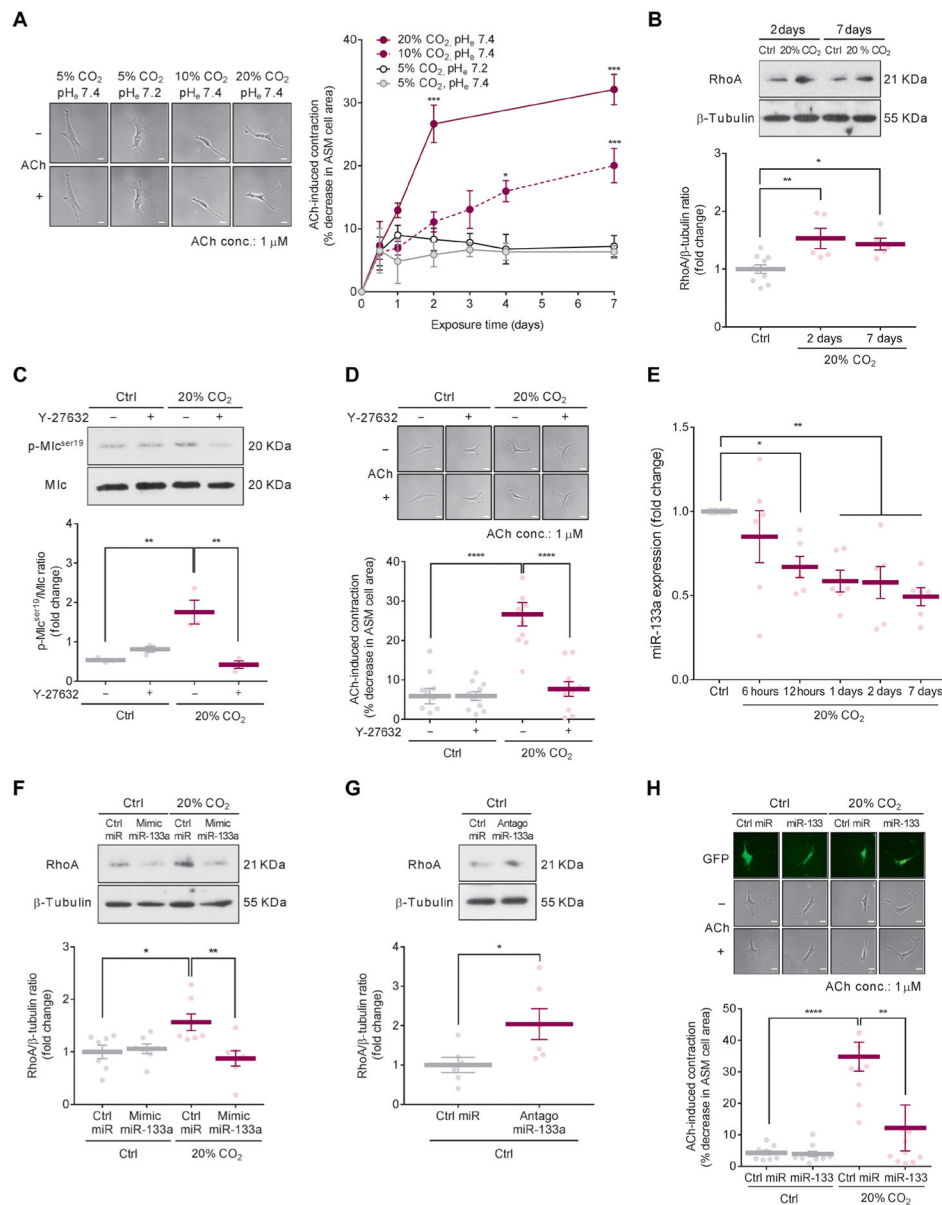 A
5% CO2 5% CO2 10% CO2 20% CO2
pHe 7.4 pHe 7.2 pHe 7.4 pHe 7.4
–
ACh
+
ACh conc.: 1 μM
20% CO2, pHe 7.4
10% CO2, pHe 7.4
5% CO2, pHe 7.2
5% CO2, pHe 7.4
ACh-induced contraction
(% decrease in ASM cell area)
40
30
20
10
0
***
*
***
0 1 2 3 4 5 6 7
Exposure time (days)
B
2 days 7 days
Ctrl 20% CO2 Ctrl 20 % CO2
RhoA 21 KDa
β-Tubulin 55 KDa
RhoA/β-tubulin ratio
(fold change)
3
2
1
0
*
**
Ctrl 2 days 7 days
20% CO2
C
Ctrl 20% CO2
Y-27632 – + – +
p-Mlcser19 20 KDa
Mlc 20 KDa
p-Mlcser19/Mlc ratio
(fold change)
4
3
2
1
0
** **
Y-27632 – + – +
Ctrl 20% CO2
D
Ctrl 20% CO2
Y-27632 – + – +
–
ACh
+
ACh conc.: 1 μM
ACh-induced contraction
(% decrease in ASM cell area)
50
40
30
20
10
0
**** ****
Y-27632 – + – +
Ctrl 20% CO2
E
miR-133a expression (fold change)
1.5
1.0
0.5
0.0
**
*
Ctrl 6 hours 12 hours 1 days 2 days 7 days
20% CO2
F
Ctrl 20% CO2
Ctrl Mimic Ctrl Mimic
miR miR-133a miR miR-133a
RhoA 21 KDa
β-Tubulin 55 KDa
RhoA/β-tubulin ratio
(fold change)
3
2
1
0
* **
Ctrl Mimic Ctrl Mimic
miR miR-133a miR miR-133a
Ctrl 20% CO2
G
Ctrl
Ctrl Antago
miR miR-133a
RhoA 21 KDa
β-Tubulin 55 KDa
RhoA/β-tubulin ratio
(fold change)
4
3
2
1
0
*
Ctrl miR Antago
miR-133a
Ctrl
H
Ctrl 20% CO2
Ctrl miR miR-133 Ctrl miR miR-133
GFP
–
ACh
+
ACh conc.: 1 μM
ACh-induced contraction
(% decrease in ASM cell area)
50
40
30
20
10
0
**** **
Ctrl miR miR-133 Ctrl miR miR-133
Ctrl 20% CO2